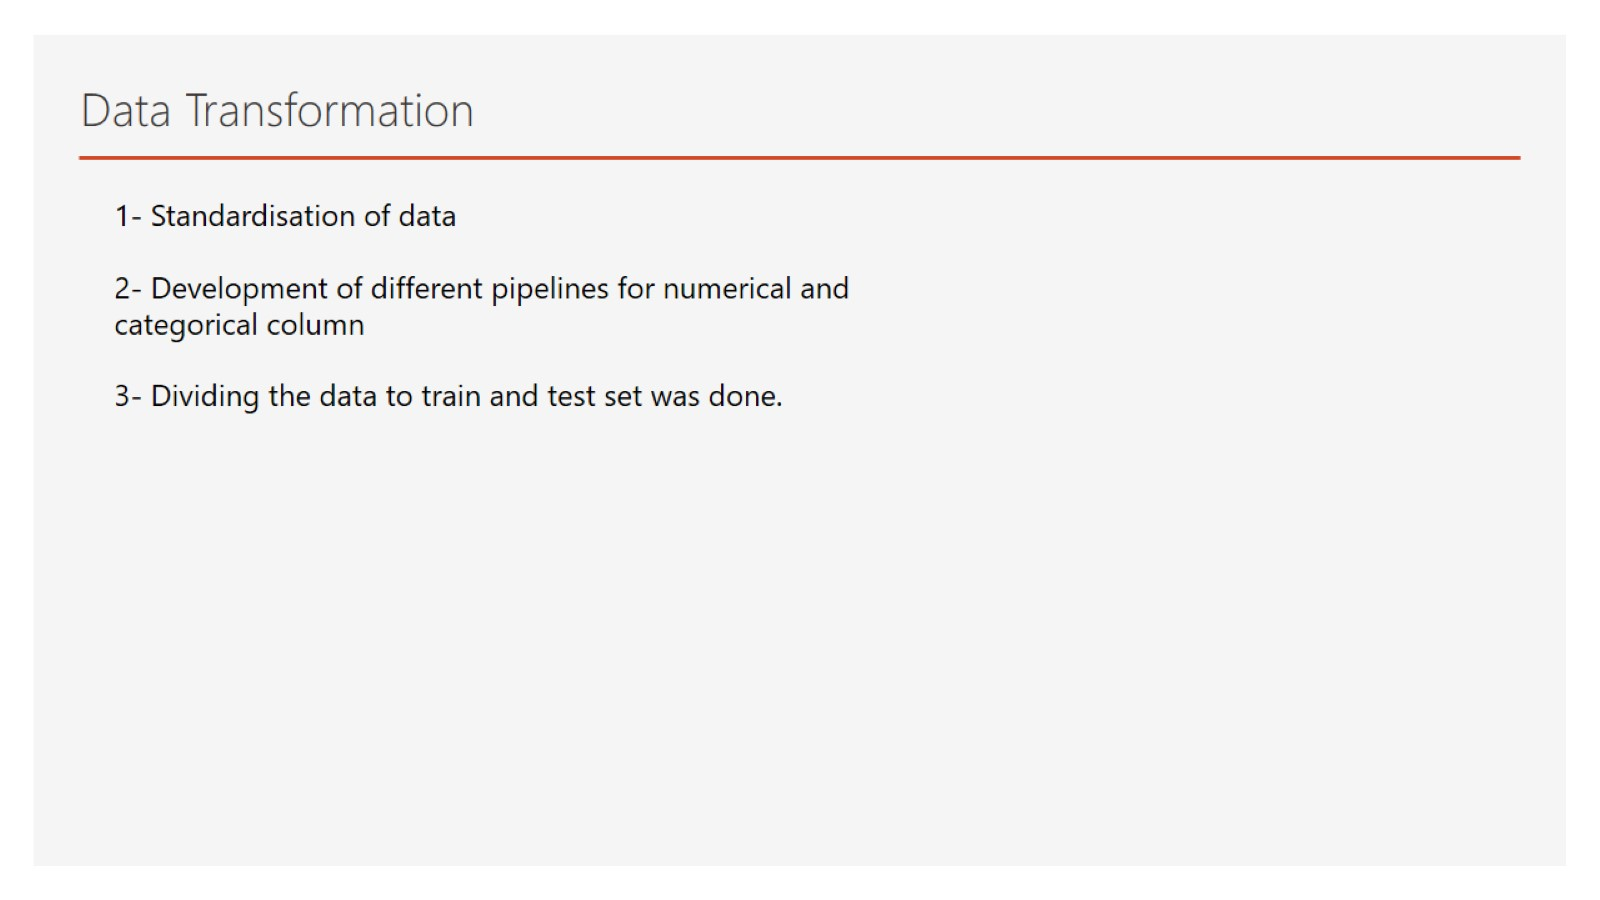 Data Transformation
1- Standardisation of data
2- Development of different pipelines for numerical and
categorical column
3- Dividing the data to train and test set was done.